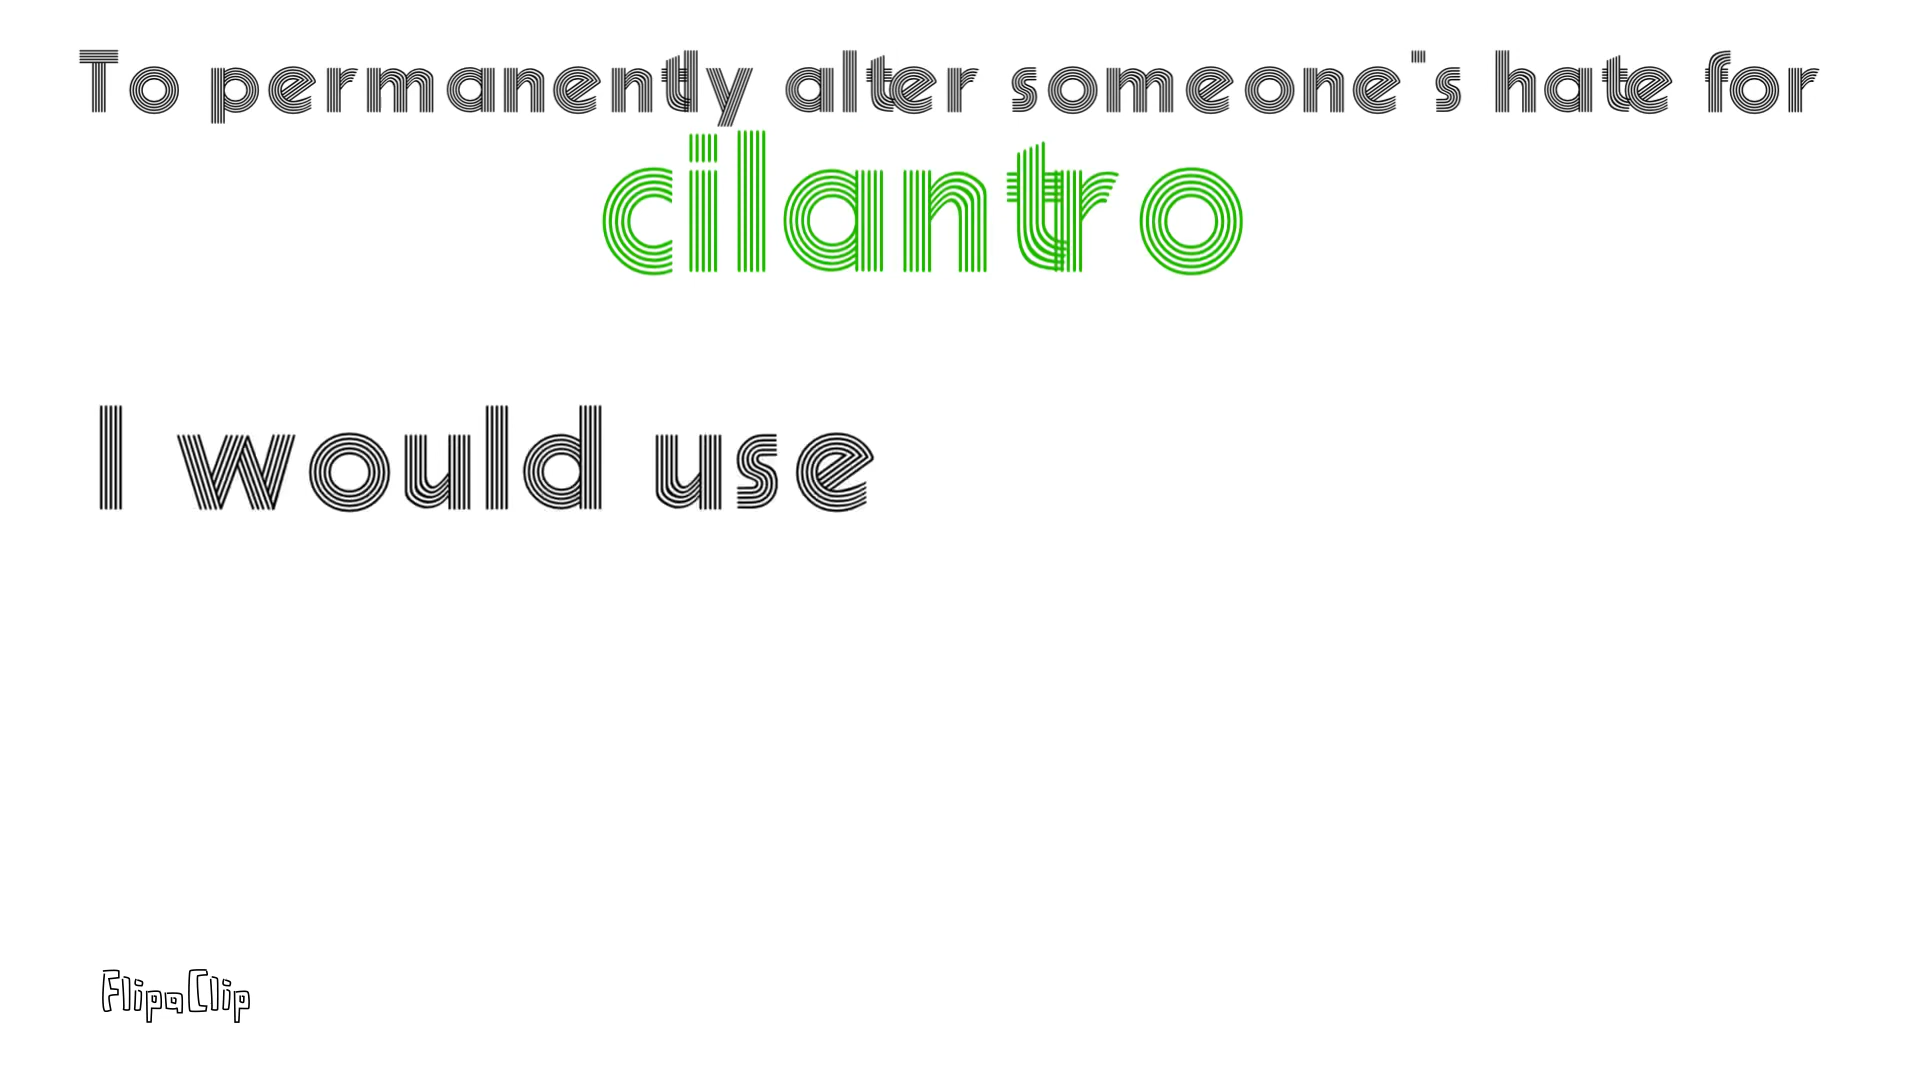 To permanently alter someone's hate for
cilantro
I would use
FlipaClip